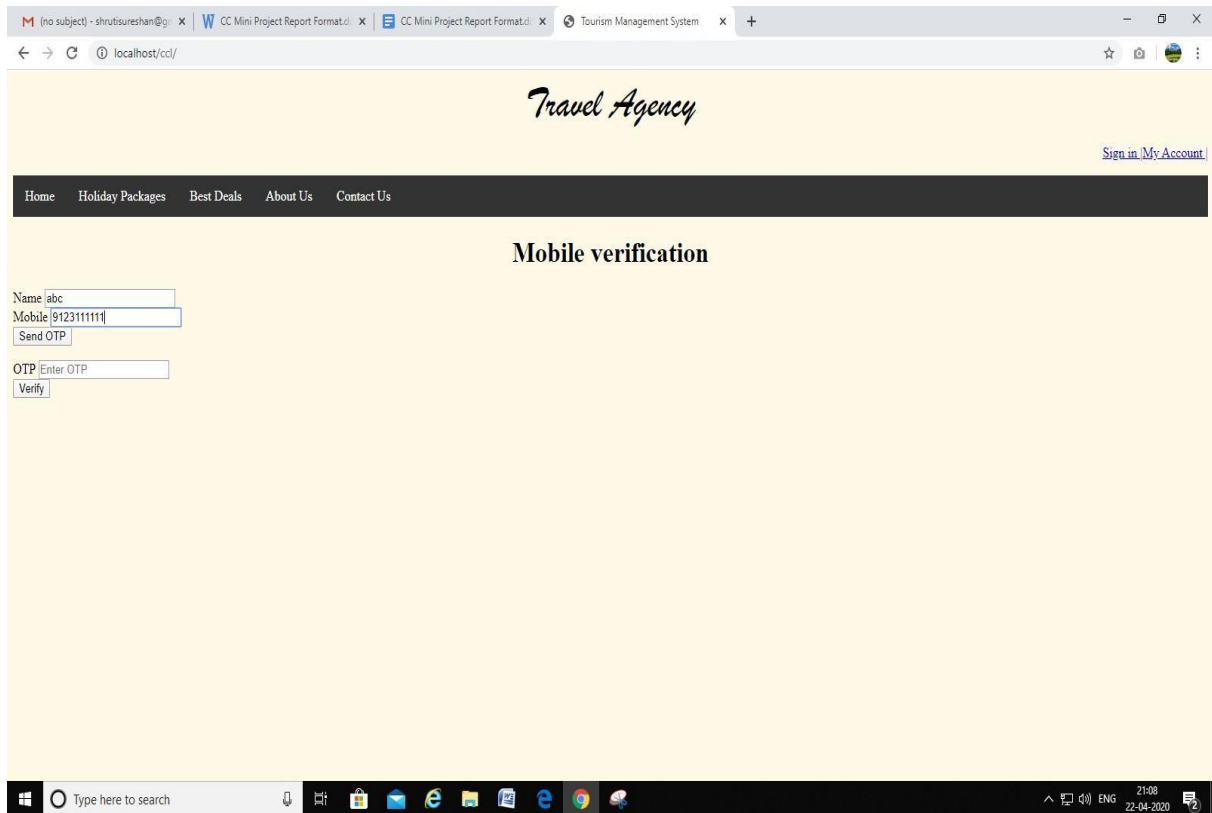 (no subject) - shrutisureshan@gr
CC Mini Project Report Format.d
CC Mini Project Report Format.d
Tourism Management System
localhost/ccl/
Travel Agency
Sign in |My Account |
Home Holiday Packages Best Deals About Us Contact Us
Mobile verification
Name abc
Mobile 9123111111
Send OTP
OTP Enter OTP
Verify
Type here to search
ENG
21:08
22-04-2020
2